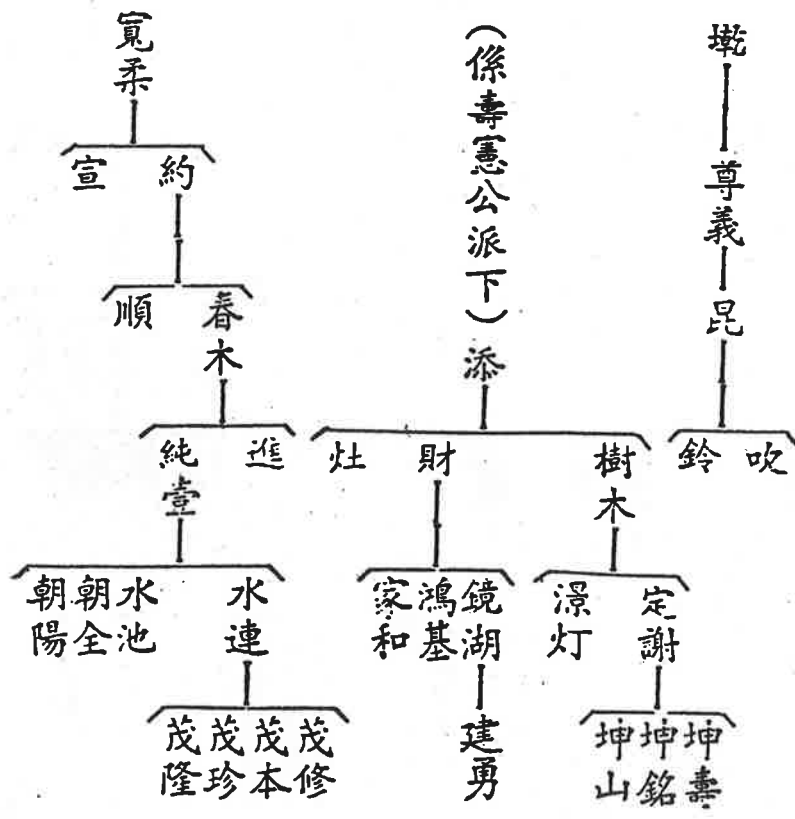 墘
尊義
昆
吹
鈴
(係壽憲公派下)添
樹木
財
灶
定謝
澋灯
坤壽
坤銘
坤山
鏡湖
鴻基
家和
建勇
寬柔
約
宣
春木
順
進
純壹
水連
水池
朝全
朝陽
茂修
茂本
茂珍
茂隆